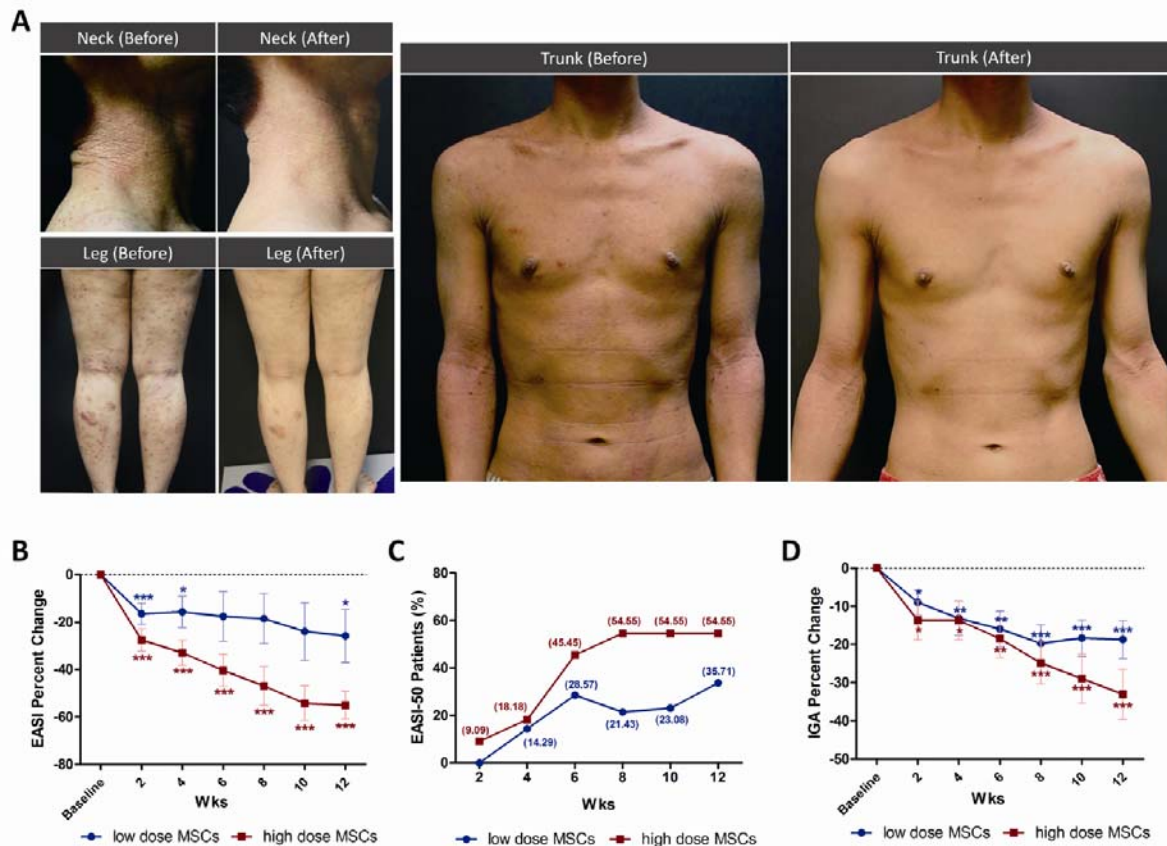 A
Neck (Before)
Neck (After)
Trunk (Before)
Trunk (After)
Leg (Before)
Leg (After)
B
EASI Percent Change
0
-20
-40
-60
-80
***
*
*
***
***
***
***
***
***
Baseline
2
4
6
8
10
12
Wks
low dose MSCs
high dose MSCs
C
EASI-50 Patients (%)
80
60
40
20
0
(9.09)
(18.18)
(45.45)
(54.55)
(54.55)
(54.55)
(14.29)
(28.57)
(21.43)
(23.08)
(35.71)
2
4
6
8
10
12
Wks
low dose MSCs
high dose MSCs
D
IGA Percent Change
0
-10
-20
-30
-40
-50
*
**
**
***
***
***
*
*
**
***
***
***
Baseline
2
4
6
8
10
12
Wks
low dose MSCs
high dose MSCs